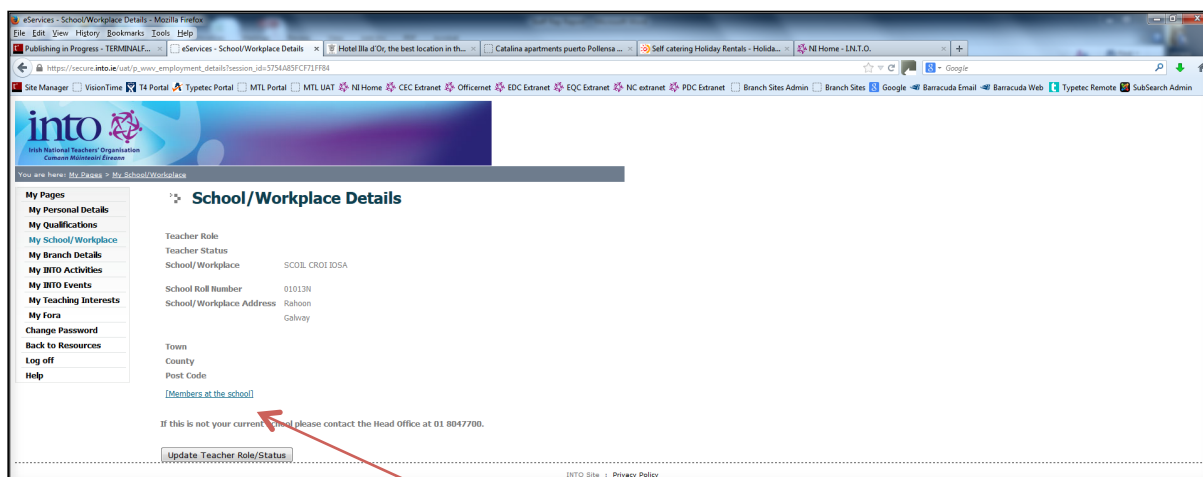 eServices - School/Workplace Details - Mozilla Firefox
File Edit View History Bookmarks Tools Help
Publishing in Progress - TERMINALF... × eServices - School/Workplace Details × Hotel Illa d'Or, the best location in th... × Catalina apartments puerto Pollensa ... × Self catering Holiday Rentals - Holida... × NI Home - I.N.T.O. × +
https://secure.into.ie/uat/p_wwv_employment_details?session_id=5754A85FCF71FF84 Google
Site Manager VisionTime T4 Portal Typetec Portal MTL Portal MTL UAT NI Home CEC Extranet Officernet EDC Extranet EQC Extranet NC extranet PDC Extranet Branch Sites Admin Branch Sites Google Barracuda Email Barracuda Web Typetec Remote SubSearch Admin
into
Irish National Teachers' Organisation
Cumann Múinteoirí Éireann
You are here: My Pages > My School/Workplace
My Pages
My Personal Details
My Qualifications
My School/Workplace
My Branch Details
My INTO Activities
My INTO Events
My Teaching Interests
My Fora
Change Password
Back to Resources
Log off
Help
School/Workplace Details
Teacher Role
Teacher Status
School/Workplace SCOIL CROI IOSA
School Roll Number 01013N
School/Workplace Address Rahoon
Galway
Town
County
Post Code
[Members at the school]
If this is not your current school please contact the Head Office at 01 8047700.
Update Teacher Role/Status
INTO Site : Privacy Policy